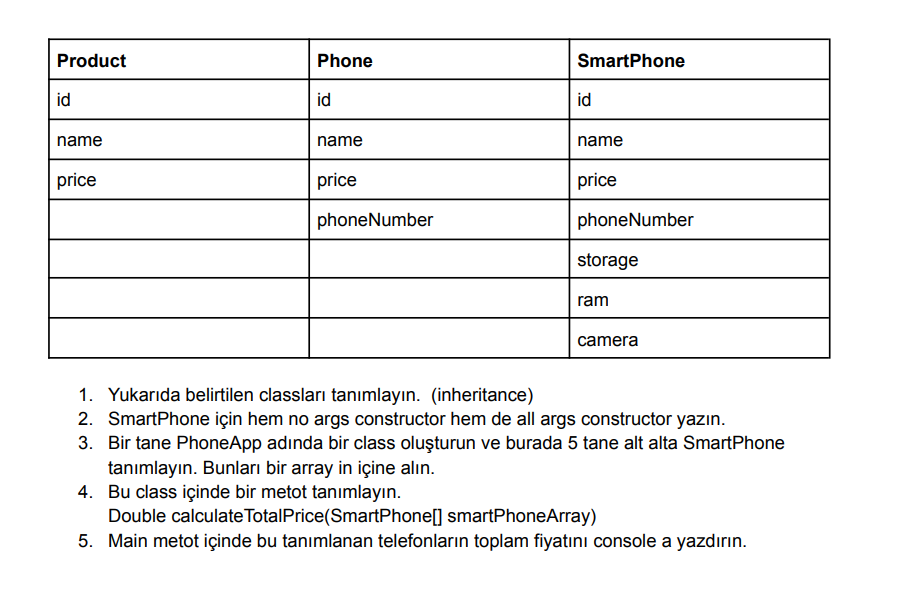 Product Phone SmartPhone
id id id
name name name
price price price
phoneNumber phoneNumber
storage
ram
camera
1. Yukarıda belirtilen classları tanımlayın. (inheritance)
2. SmartPhone için hem no args constructor hem de all args constructor yazın.
3. Bir tane PhoneApp adında bir class oluşturun ve burada 5 tane alt alta SmartPhone
tanımlayın. Bunları bir array in içine alın.
4. Bu class içinde bir metot tanımlayın.
Double calculateTotalPrice(SmartPhone[] smartPhoneArray)
5. Main metot içinde bu tanımlanan telefonların toplam fiyatını console a yazdırın.